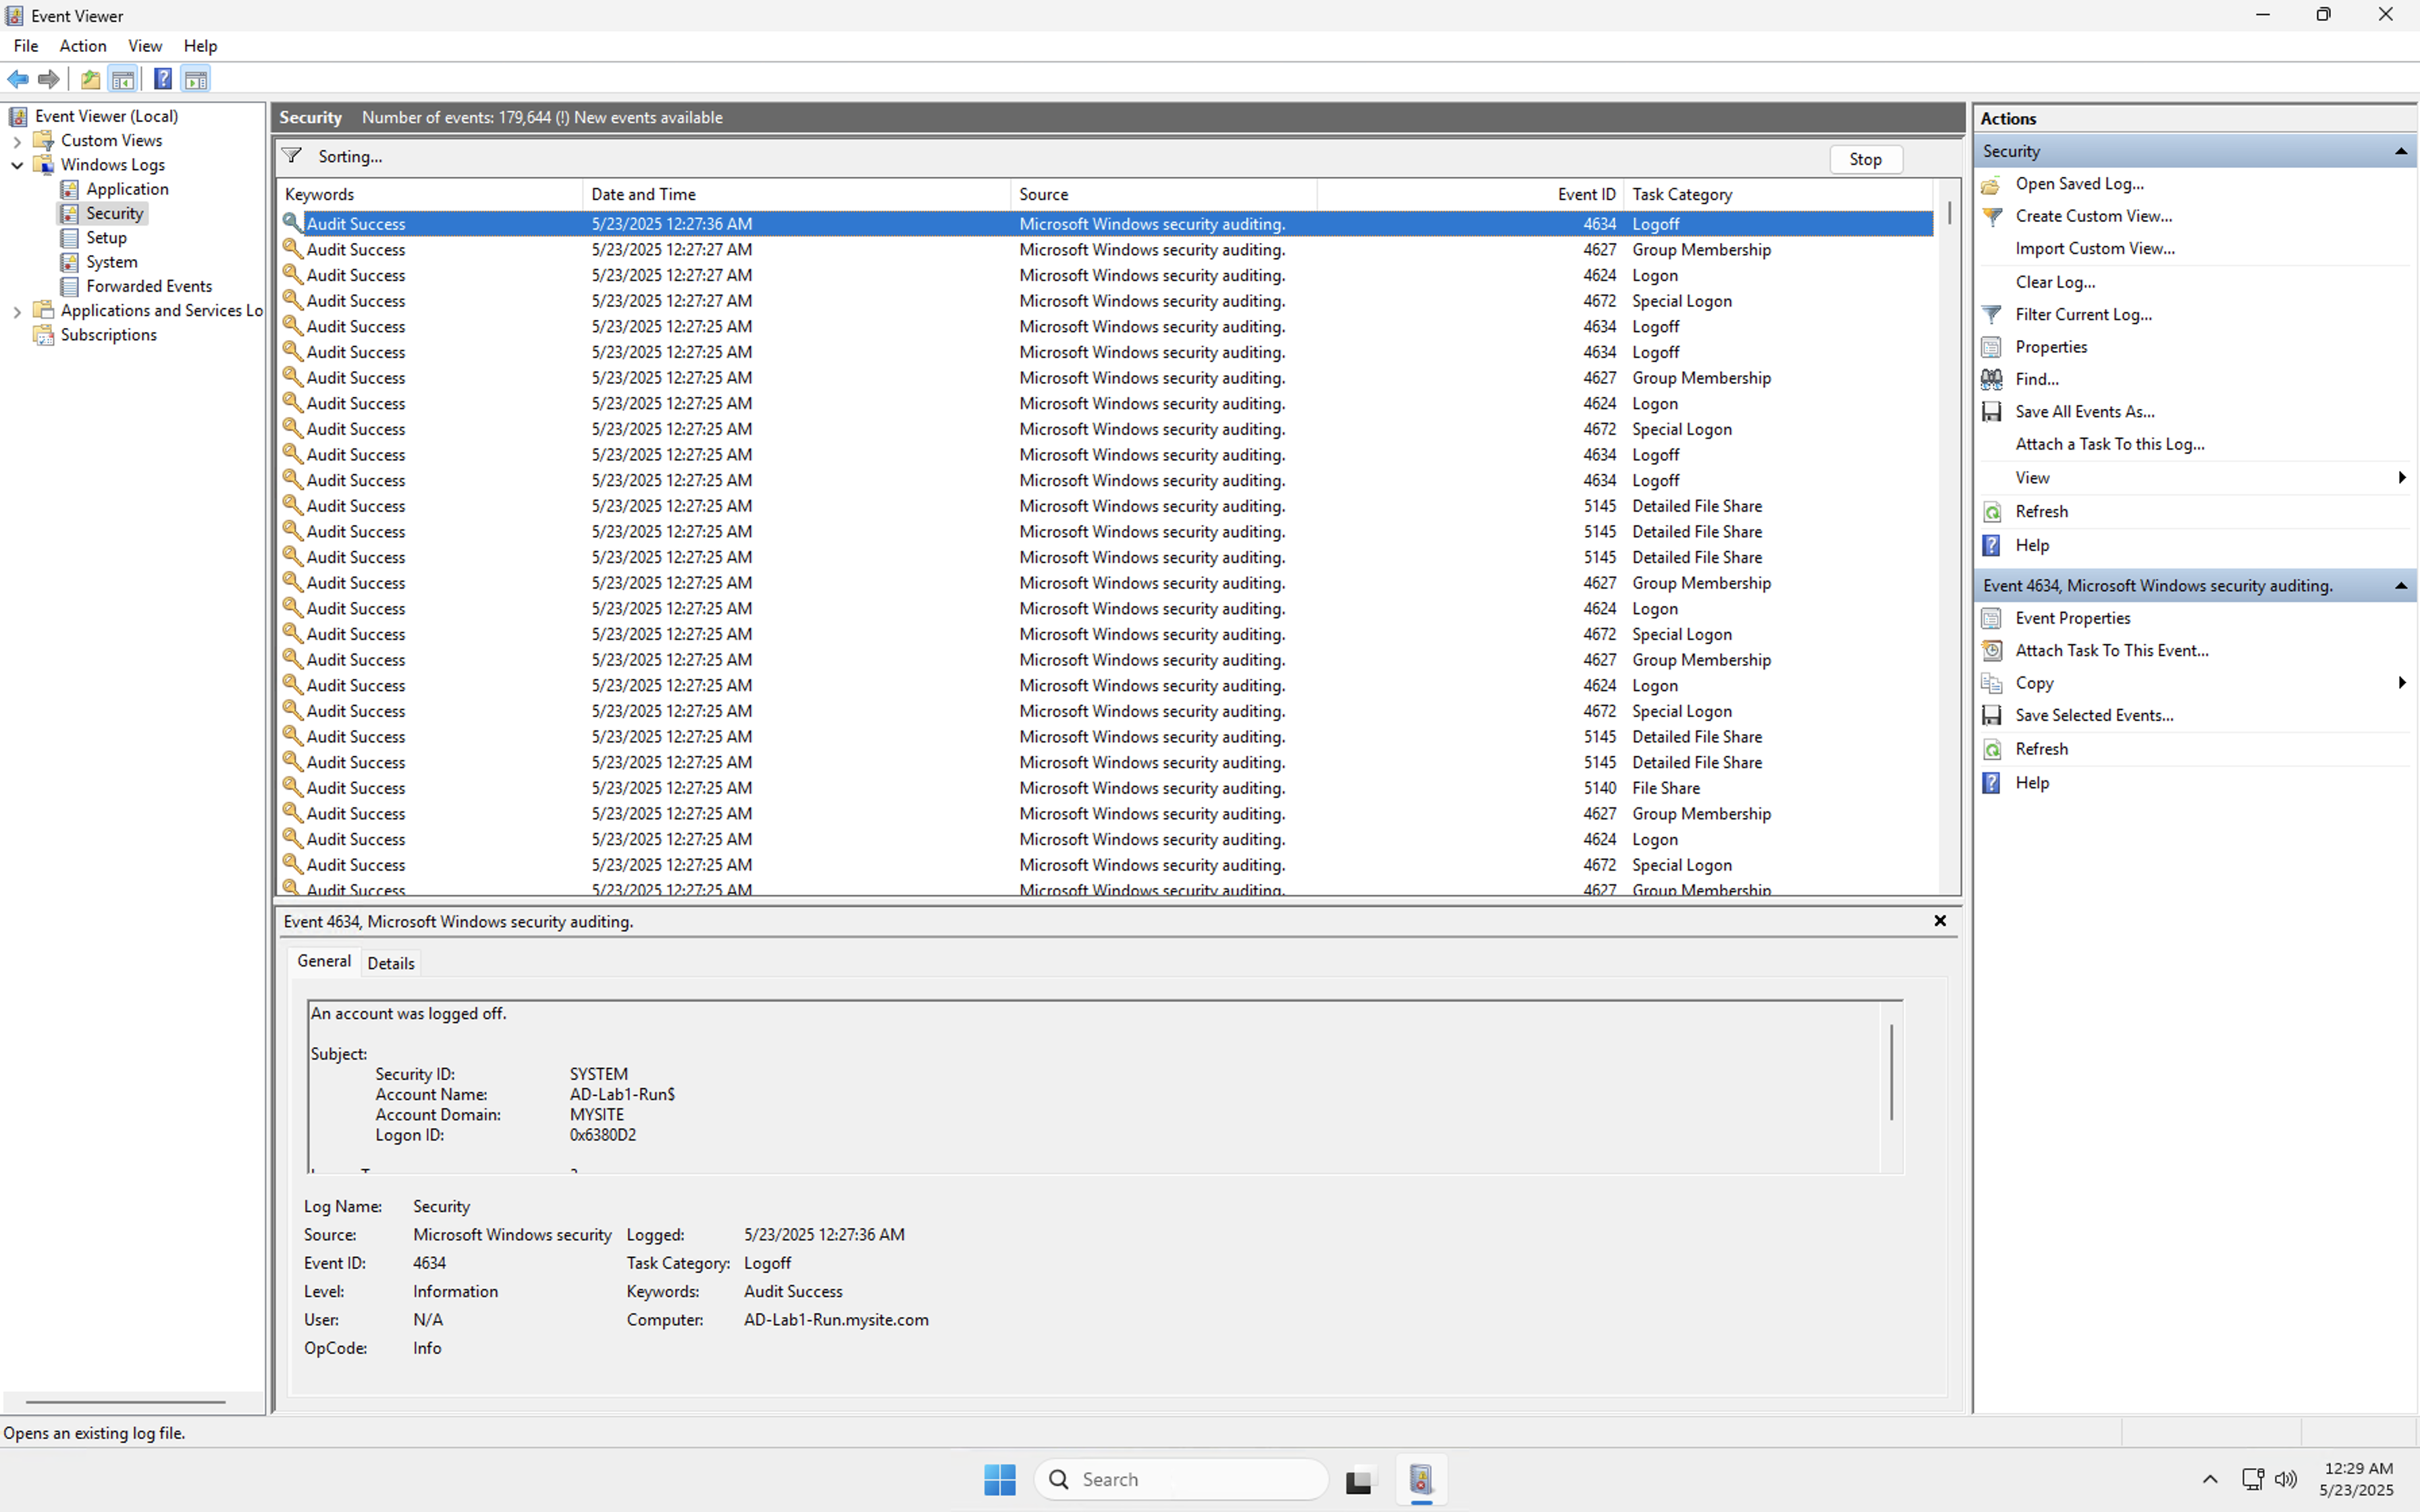 Event Viewer
File Action View Help
Event Viewer (Local)
Custom Views
Windows Logs
Application
Security
Setup
System
Forwarded Events
Applications and Services Lo
Subscriptions
Security Number of events: 179,644 (!) New events available
Sorting... Stop
Keywords Date and Time Source Event ID Task Category
Audit Success 5/23/2025 12:27:36 AM Microsoft Windows security auditing. 4634 Logoff
Audit Success 5/23/2025 12:27:27 AM Microsoft Windows security auditing. 4627 Group Membership
Audit Success 5/23/2025 12:27:27 AM Microsoft Windows security auditing. 4624 Logon
Audit Success 5/23/2025 12:27:27 AM Microsoft Windows security auditing. 4672 Special Logon
Audit Success 5/23/2025 12:27:25 AM Microsoft Windows security auditing. 4634 Logoff
Audit Success 5/23/2025 12:27:25 AM Microsoft Windows security auditing. 4634 Logoff
Audit Success 5/23/2025 12:27:25 AM Microsoft Windows security auditing. 4627 Group Membership
Audit Success 5/23/2025 12:27:25 AM Microsoft Windows security auditing. 4624 Logon
Audit Success 5/23/2025 12:27:25 AM Microsoft Windows security auditing. 4672 Special Logon
Audit Success 5/23/2025 12:27:25 AM Microsoft Windows security auditing. 4634 Logoff
Audit Success 5/23/2025 12:27:25 AM Microsoft Windows security auditing. 4634 Logoff
Audit Success 5/23/2025 12:27:25 AM Microsoft Windows security auditing. 5145 Detailed File Share
Audit Success 5/23/2025 12:27:25 AM Microsoft Windows security auditing. 5145 Detailed File Share
Audit Success 5/23/2025 12:27:25 AM Microsoft Windows security auditing. 5145 Detailed File Share
Audit Success 5/23/2025 12:27:25 AM Microsoft Windows security auditing. 4627 Group Membership
Audit Success 5/23/2025 12:27:25 AM Microsoft Windows security auditing. 4624 Logon
Audit Success 5/23/2025 12:27:25 AM Microsoft Windows security auditing. 4672 Special Logon
Audit Success 5/23/2025 12:27:25 AM Microsoft Windows security auditing. 4627 Group Membership
Audit Success 5/23/2025 12:27:25 AM Microsoft Windows security auditing. 4624 Logon
Audit Success 5/23/2025 12:27:25 AM Microsoft Windows security auditing. 4672 Special Logon
Audit Success 5/23/2025 12:27:25 AM Microsoft Windows security auditing. 5145 Detailed File Share
Audit Success 5/23/2025 12:27:25 AM Microsoft Windows security auditing. 5145 Detailed File Share
Audit Success 5/23/2025 12:27:25 AM Microsoft Windows security auditing. 5140 File Share
Audit Success 5/23/2025 12:27:25 AM Microsoft Windows security auditing. 4627 Group Membership
Audit Success 5/23/2025 12:27:25 AM Microsoft Windows security auditing. 4624 Logon
Audit Success 5/23/2025 12:27:25 AM Microsoft Windows security auditing. 4672 Special Logon
Audit Success 5/23/2025 12:27:25 AM Microsoft Windows security auditing. 4627 Group Membership
Event 4634, Microsoft Windows security auditing.
General Details
An account was logged off.
Subject:
Security ID: SYSTEM
Account Name: AD-Lab1-Run$
Account Domain: MYSITE
Logon ID: 0x6380D2
Log Name: Security
Source: Microsoft Windows security Logged: 5/23/2025 12:27:36 AM
Event ID: 4634 Task Category: Logoff
Level: Information Keywords: Audit Success
User: N/A Computer: AD-Lab1-Run.mysite.com
OpCode: Info
Actions
Security
Open Saved Log...
Create Custom View...
Import Custom View...
Clear Log...
Filter Current Log...
Properties
Find...
Save All Events As...
Attach a Task To this Log...
View
Refresh
Help
Event 4634, Microsoft Windows security auditing.
Event Properties
Attach Task To This Event...
Copy
Save Selected Events...
Refresh
Help
Opens an existing log file.
Search
12:29 AM
5/23/2025